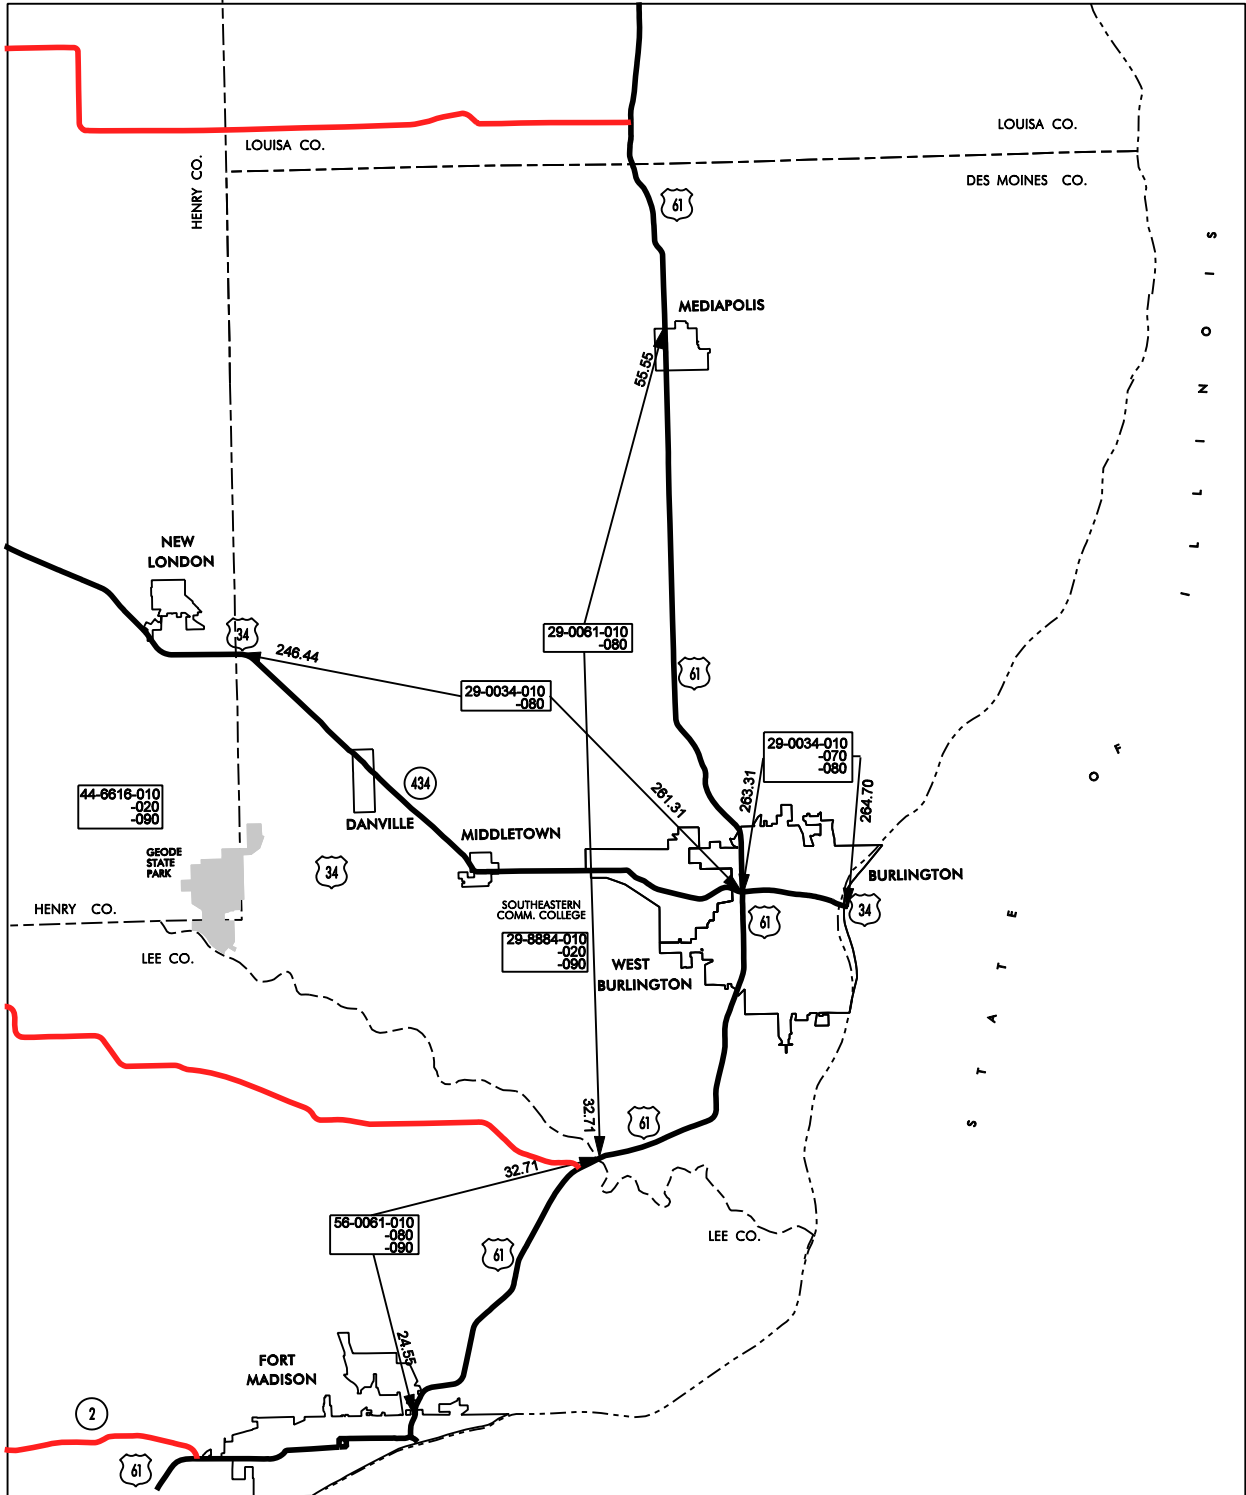 LOUISA CO.
LOUISA CO.
HENRY CO.
DES MOINES CO.
61
STATE OF ILLINOIS
MEDIAPOLIS
55.55
NEW
LONDON
34
246.44
29-0061-010
-080
61
29-0034-010
-080
29-0034-010
-070
-080
263.31
264.70
261.31
434
44-6616-010
-020
-090
DANVILLE
MIDDLETOWN
GEODE
STATE
PARK
34
BURLINGTON
HENRY CO.
SOUTHEASTERN
COMM. COLLEGE
34
61
29-8884-010
-020
-090
LEE CO.
WEST
BURLINGTON
32.71
61
32.71
56-0061-010
-080
-090
LEE CO.
61
24.55
FORT
MADISON
2
61